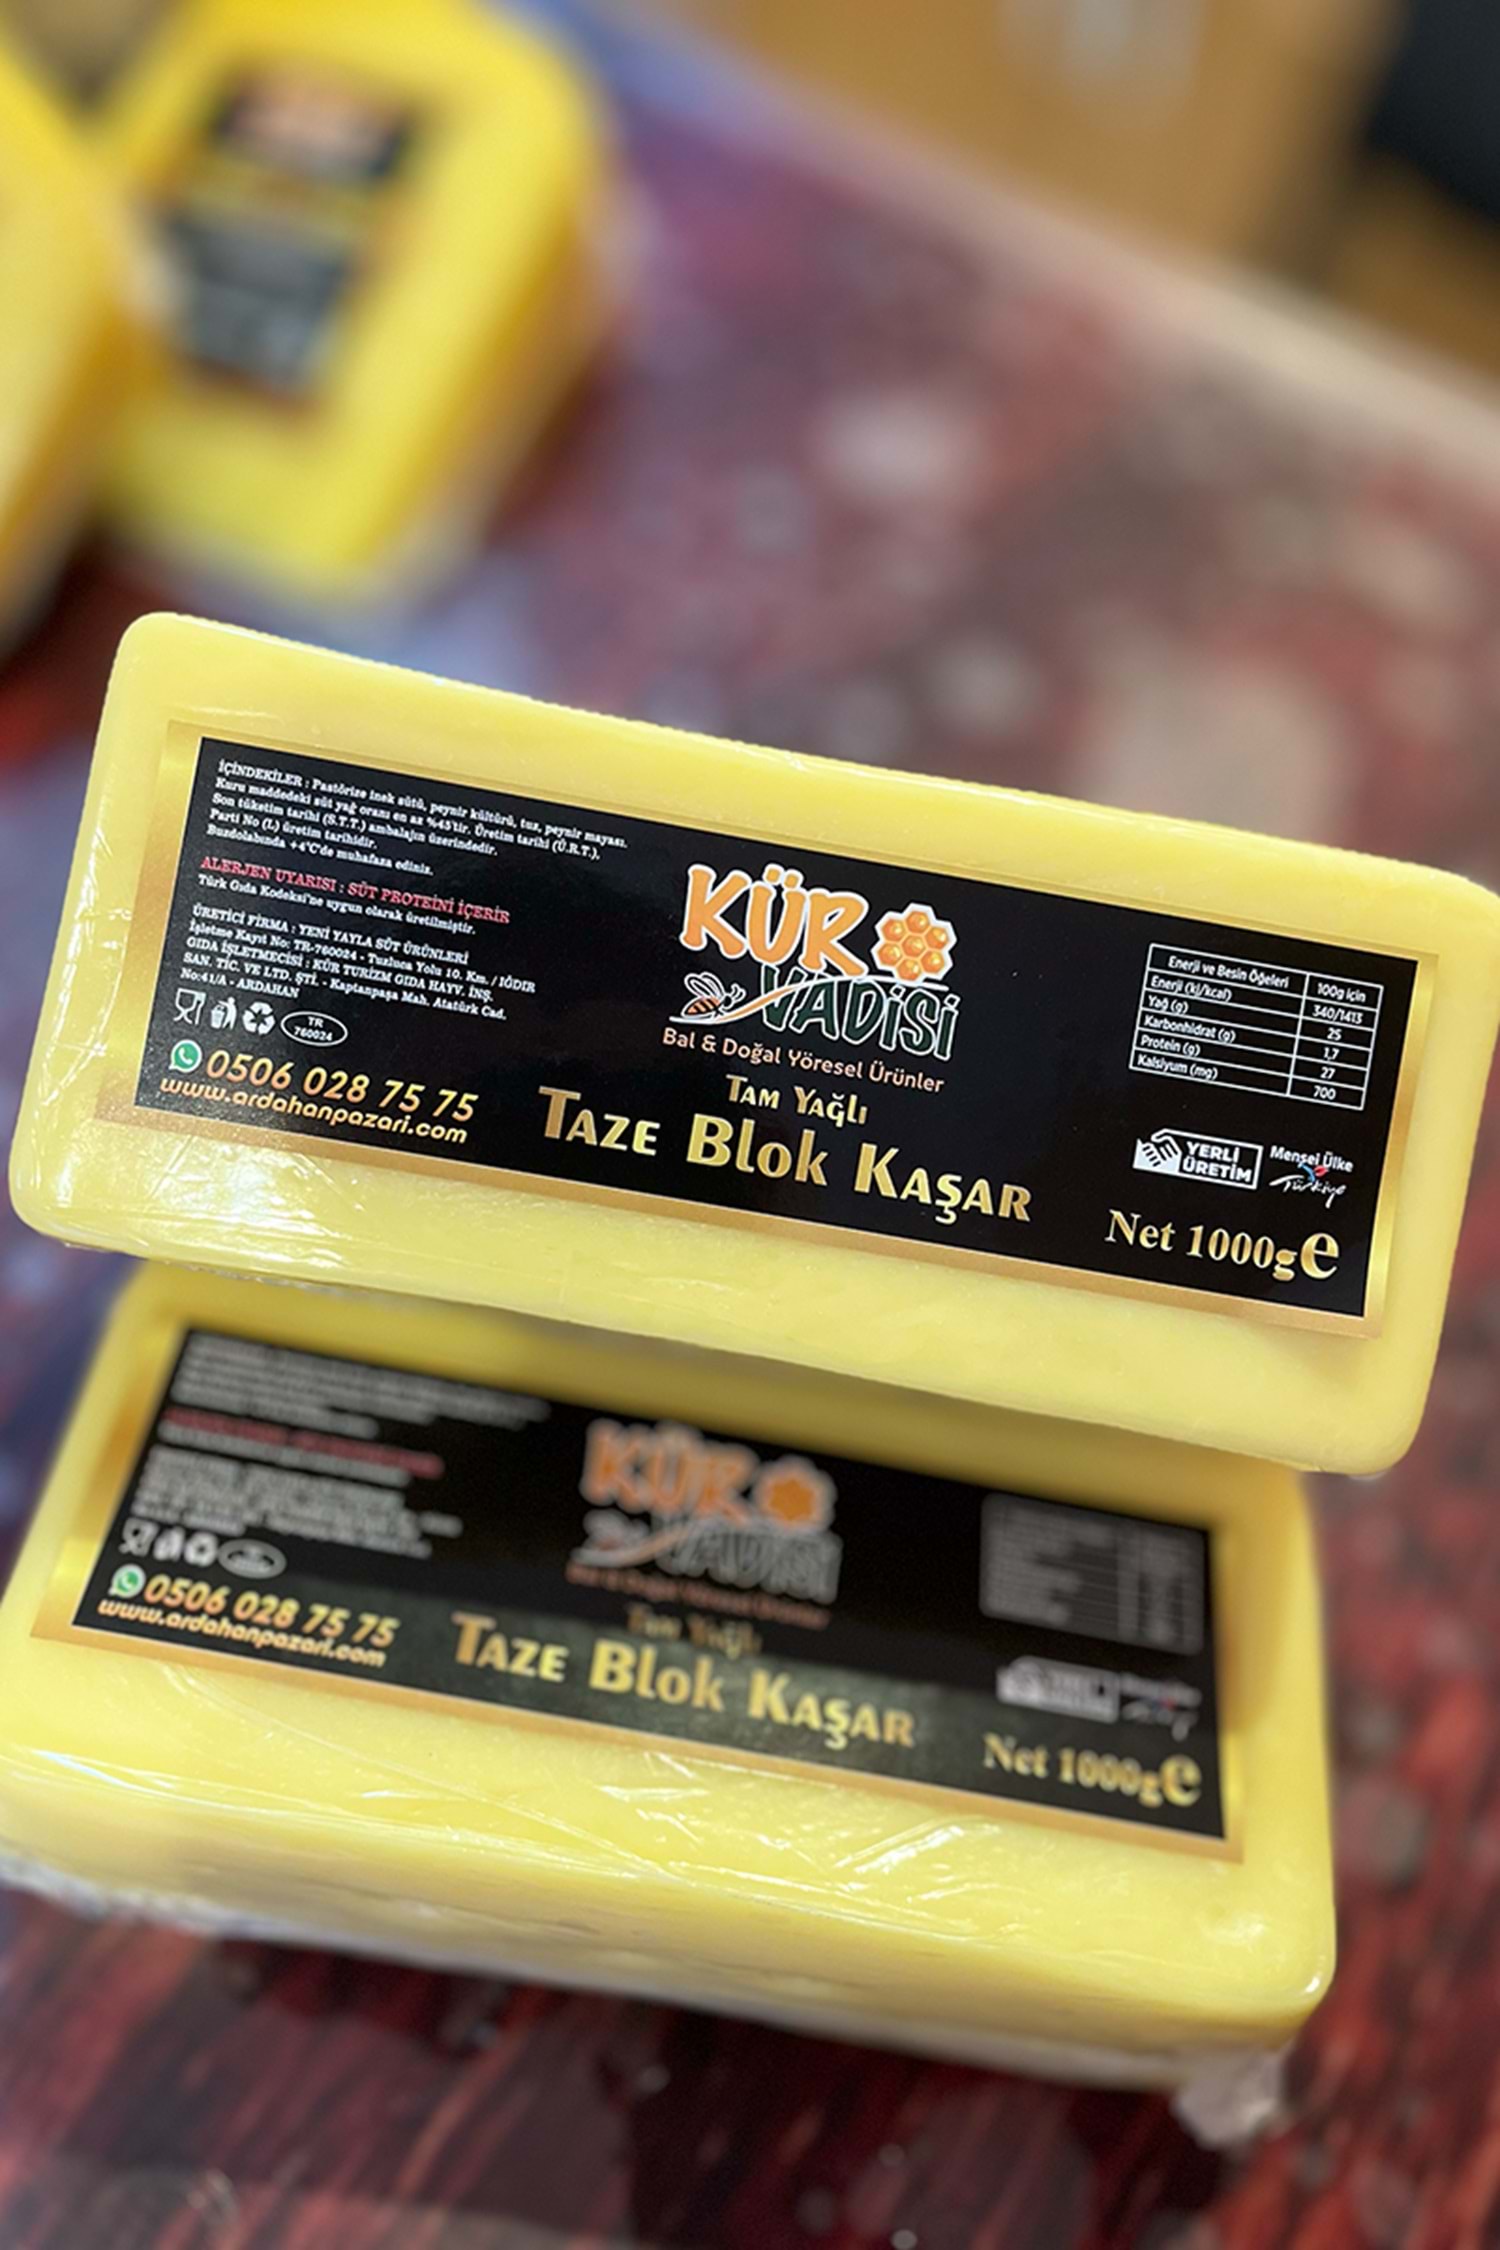 İÇİNDEKİLER : Pastörize inek sütü, peynir kültürü, tuz, peynir mayası.
Kuru maddedeki süt yağ oranı en az %45'tir. Üretim tarihi (Ü.R.T.),
Son tüketim tarihi (S.T.T.) ambalajın üzerindedir.
Parti No (L) üretim tarihidir.
Buzdolabında +4°C'de muhafaza ediniz.
ALERJEN UYARISI : SÜT PROTEİNİ İÇERİR
Türk Gıda Kodeksi'ne uygun olarak üretilmiştir.
ÜRETİCİ FİRMA : YENİ YAYLA SÜT ÜRÜNLERİ
İşletme Kayıt No: TR-760024 - Tuzluca Yolu 10. Km. / IĞDIR
GIDA İŞLETMECİSİ : KÜR TURİZM GIDA HAYV. İNŞ.
SAN. TİC. VE LTD. ŞTİ. - Kaptanpaşa Mah. Atatürk Cad.
No:41/A - ARDAHAN
TR
760024
0506 028 75 75
www.ardahanpazari.com
KÜR
VADİSİ
Bal & Doğal Yöresel Ürünler
Tam Yağlı
Taze Blok Kaşar
Enerji ve Besin Öğeleri 100g için
Enerji (kj/kcal) 340/1413
Yağ (g) 25
Karbonhidrat (g) 1,7
Protein (g) 27
Kalsiyum (mg) 700
YERLİ
ÜRETİM
Menşei Ülke
Türkiye
Net 1000g e
KÜR
VADİSİ
Tam Yağlı
Taze Blok Kaşar
0506 028 75 75
www.ardahanpazari.com
Net 1000g e